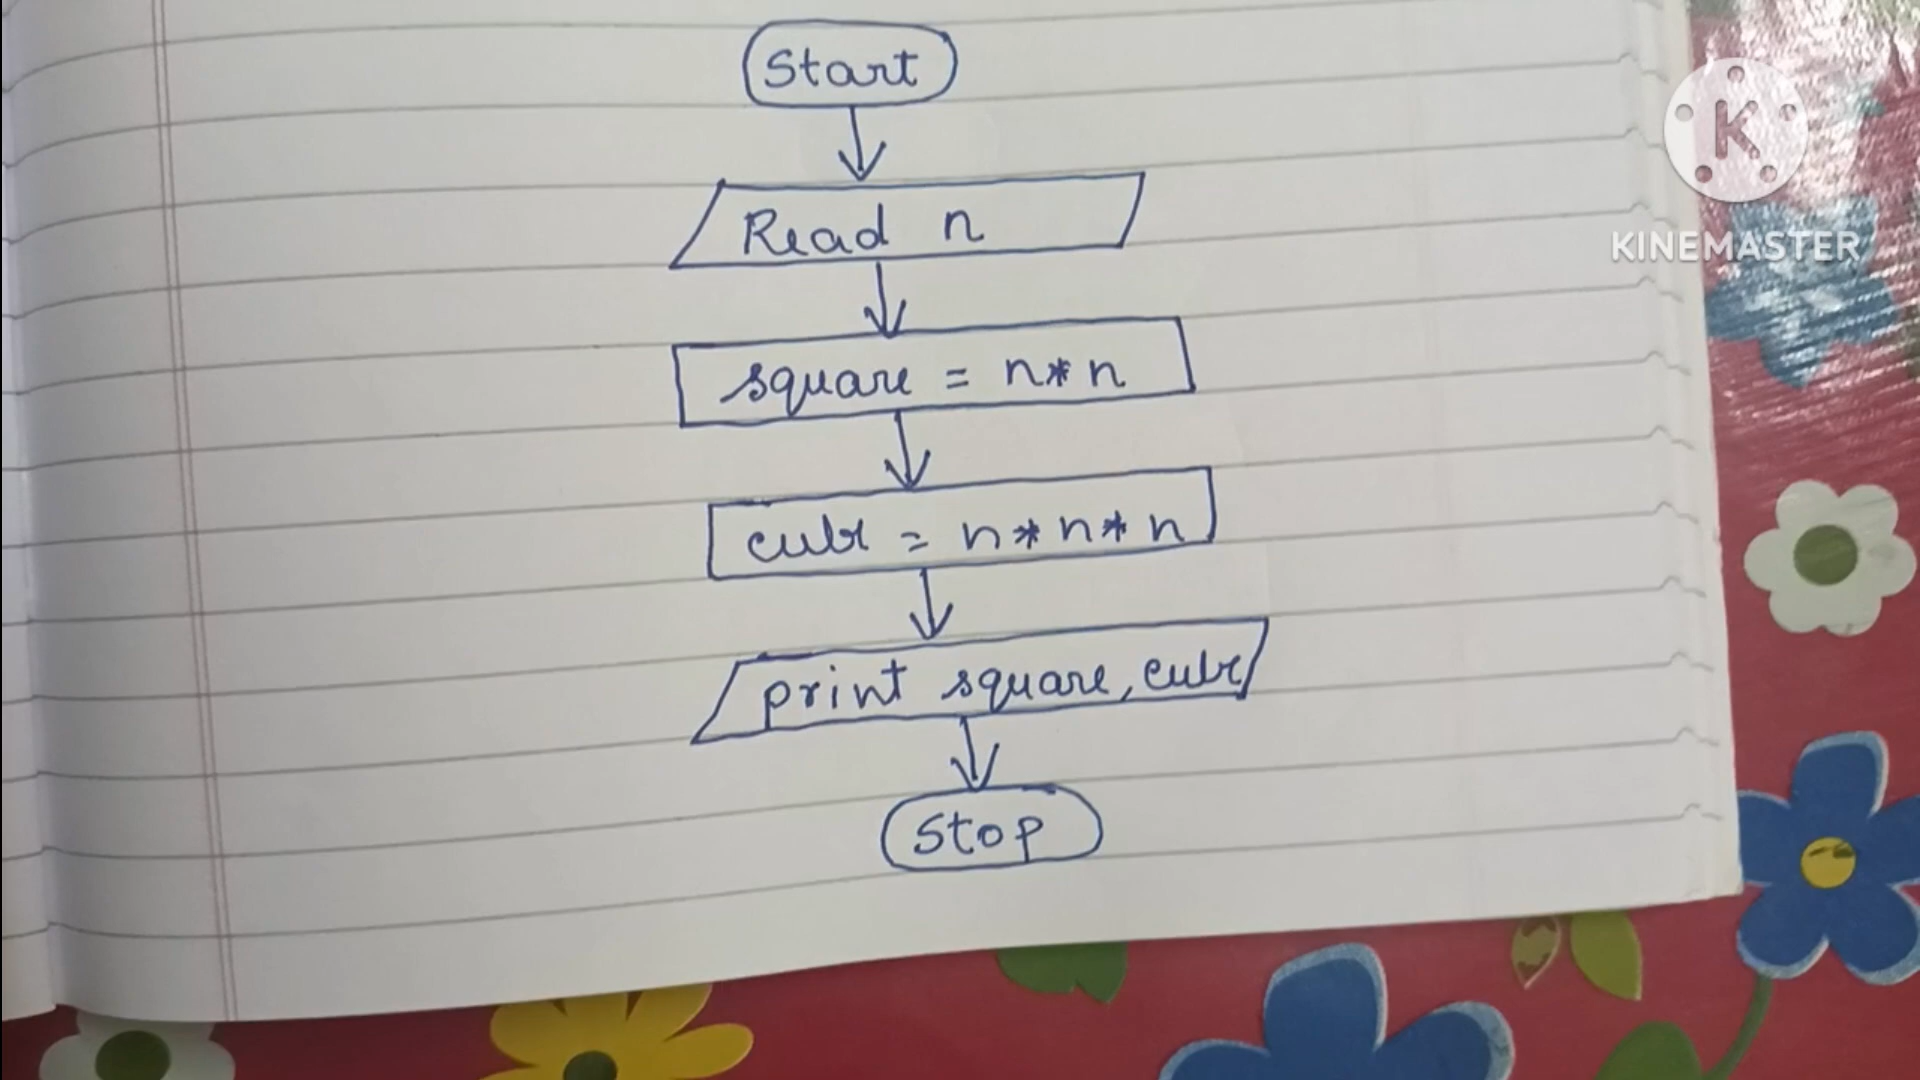 Start
Read n
KINEMASTER
square = n*n
cube = n*n*n
print square, cube
Stop